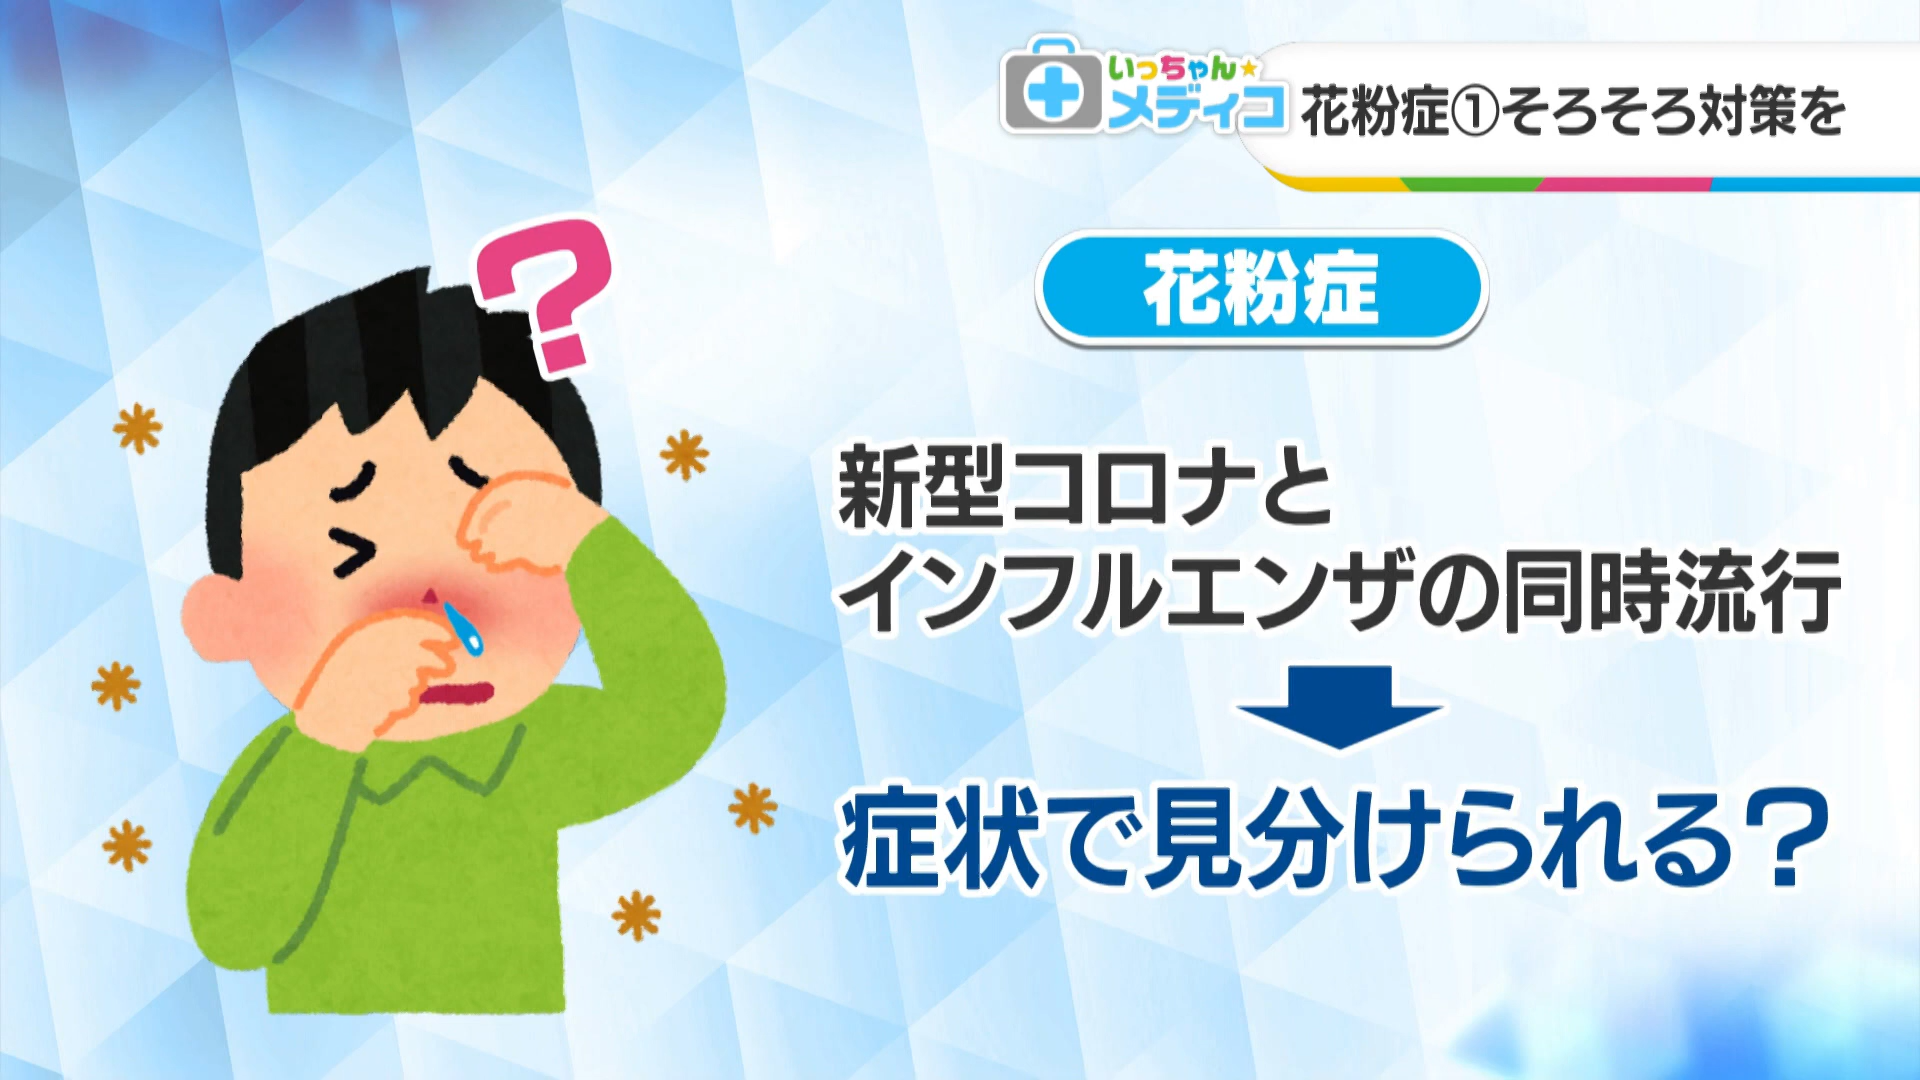 いっちゃん★
メディコ
花粉症①そろそろ対策を
?
花粉症
新型コロナと
インフルエンザの同時流行
症状で見分けられる?